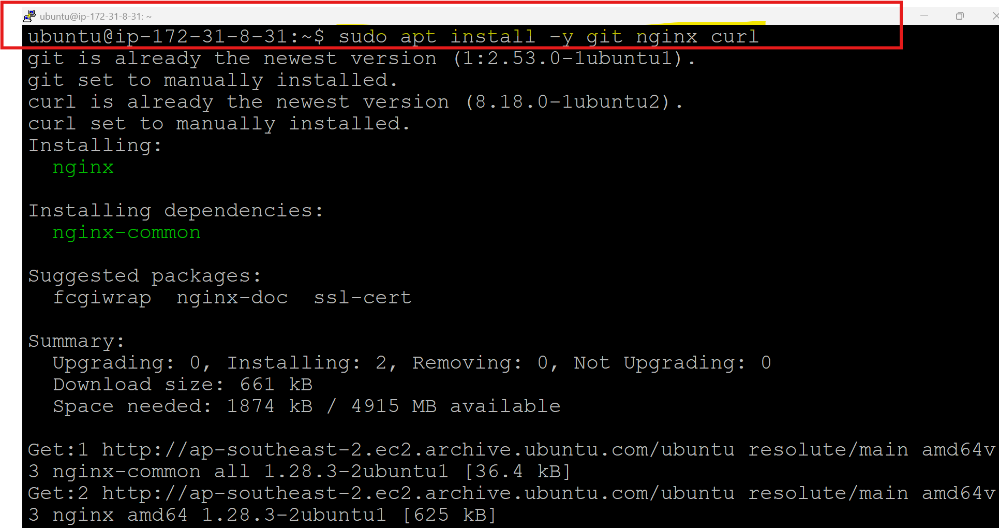 ubuntu@ip-172-31-8-31: ~
ubuntu@ip-172-31-8-31:~$ sudo apt install -y git nginx curl
git is already the newest version (1:2.53.0-1ubuntu1).
git set to manually installed.
curl is already the newest version (8.18.0-1ubuntu2).
curl set to manually installed.
Installing:
  nginx
Installing dependencies:
  nginx-common
Suggested packages:
  fcgiwrap  nginx-doc  ssl-cert
Summary:
  Upgrading: 0, Installing: 2, Removing: 0, Not Upgrading: 0
  Download size: 661 kB
  Space needed: 1874 kB / 4915 MB available
Get:1 http://ap-southeast-2.ec2.archive.ubuntu.com/ubuntu resolute/main amd64v
3 nginx-common all 1.28.3-2ubuntu1 [36.4 kB]
Get:2 http://ap-southeast-2.ec2.archive.ubuntu.com/ubuntu resolute/main amd64v
3 nginx amd64 1.28.3-2ubuntu1 [625 kB]